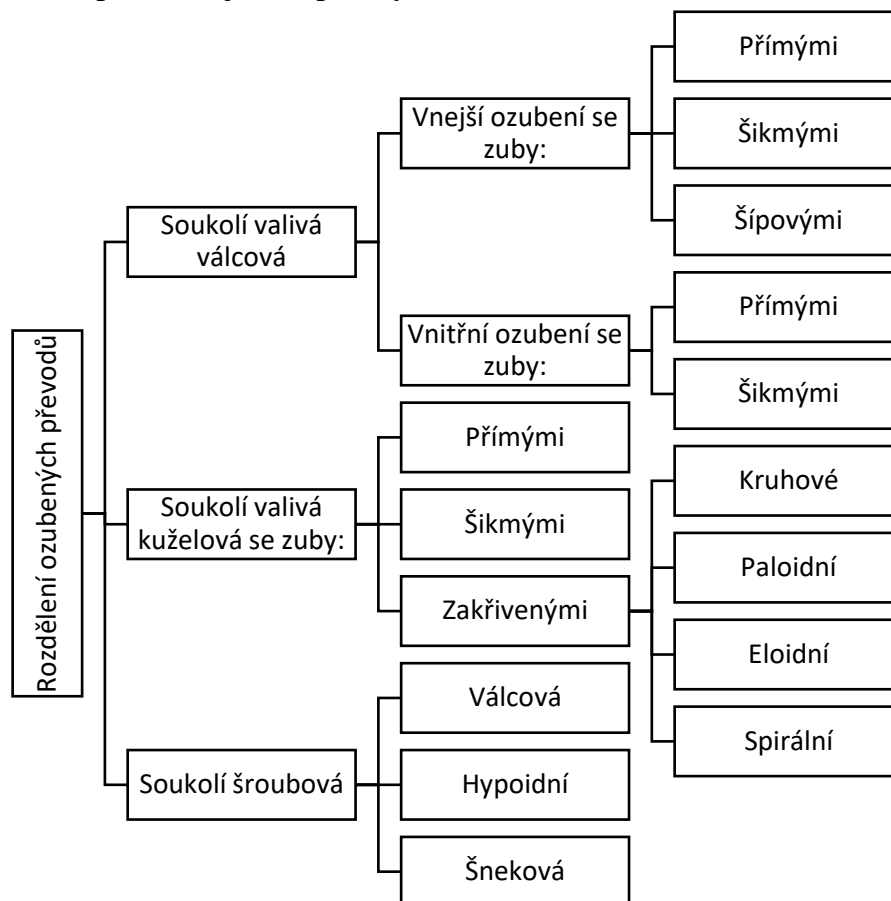 Rozdělení ozubených převodů
Soukolí valivá
válcová
Vnejší ozubení se
zuby:
Přímými
Šikmými
Šípovými
Vnitřní ozubení se
zuby:
Přímými
Šikmými
Soukolí valivá
kuželová se zuby:
Přímými
Šikmými
Zakřivenými
Kruhové
Paloidní
Eloidní
Spirální
Soukolí šroubová
Válcová
Hypoidní
Šneková